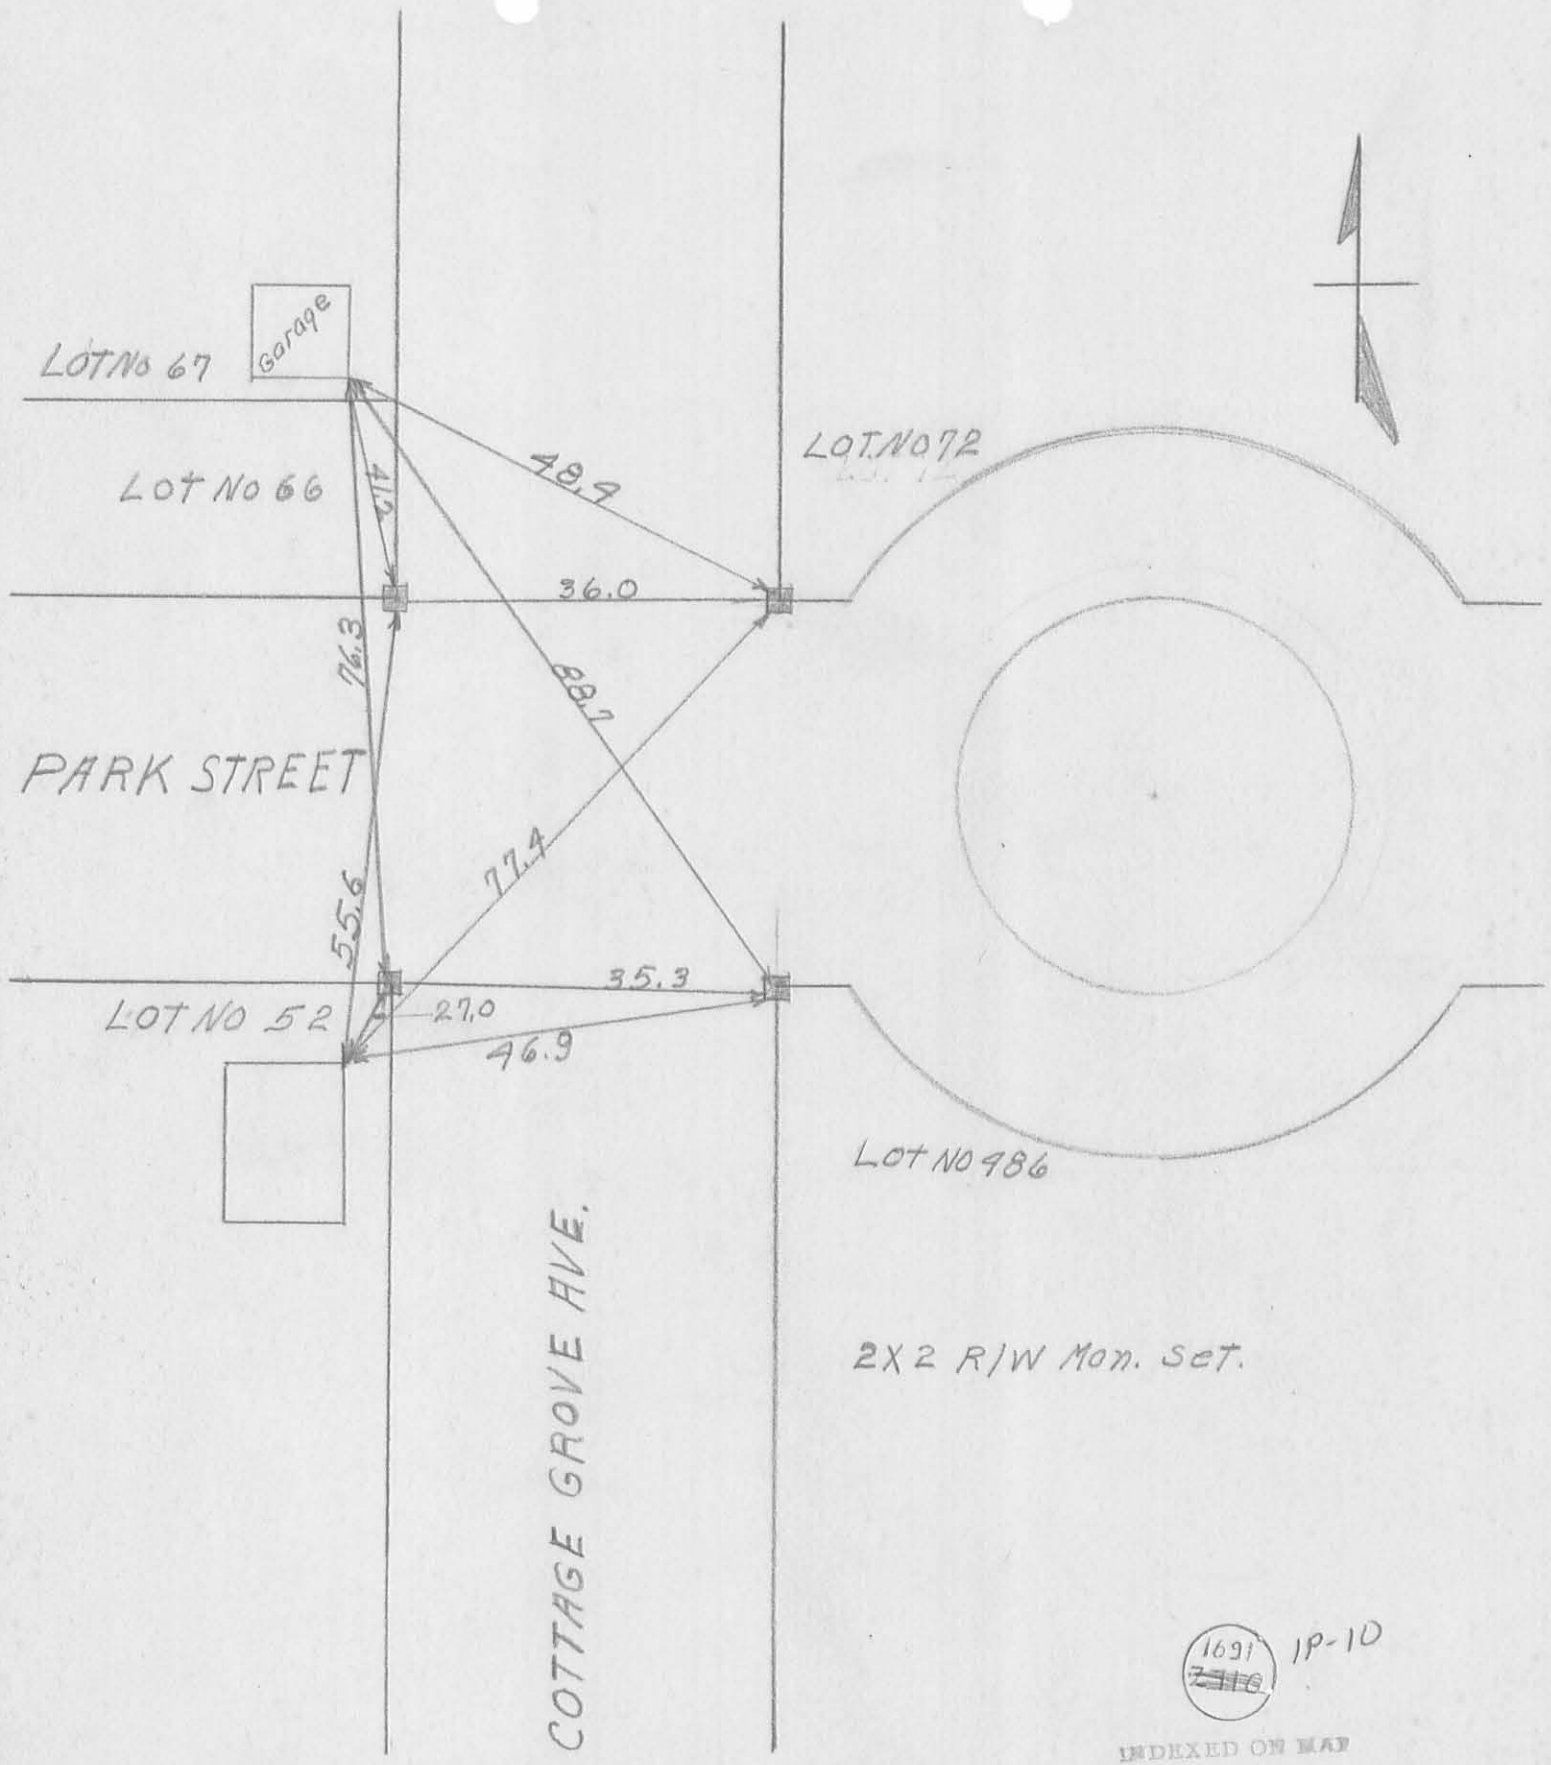 Garage
LOT NO 67
LOT NO 72
48.4
LOT NO 66
41.2
36.0
76.3
88.7
PARK STREET
77.4
55.6
35.3
LOT NO 52
27.0
46.9
LOT NO 486
COTTAGE GROVE AVE.
2X2 R/W Mon. Set.
1691
1P-10
INDEXED ON MAP